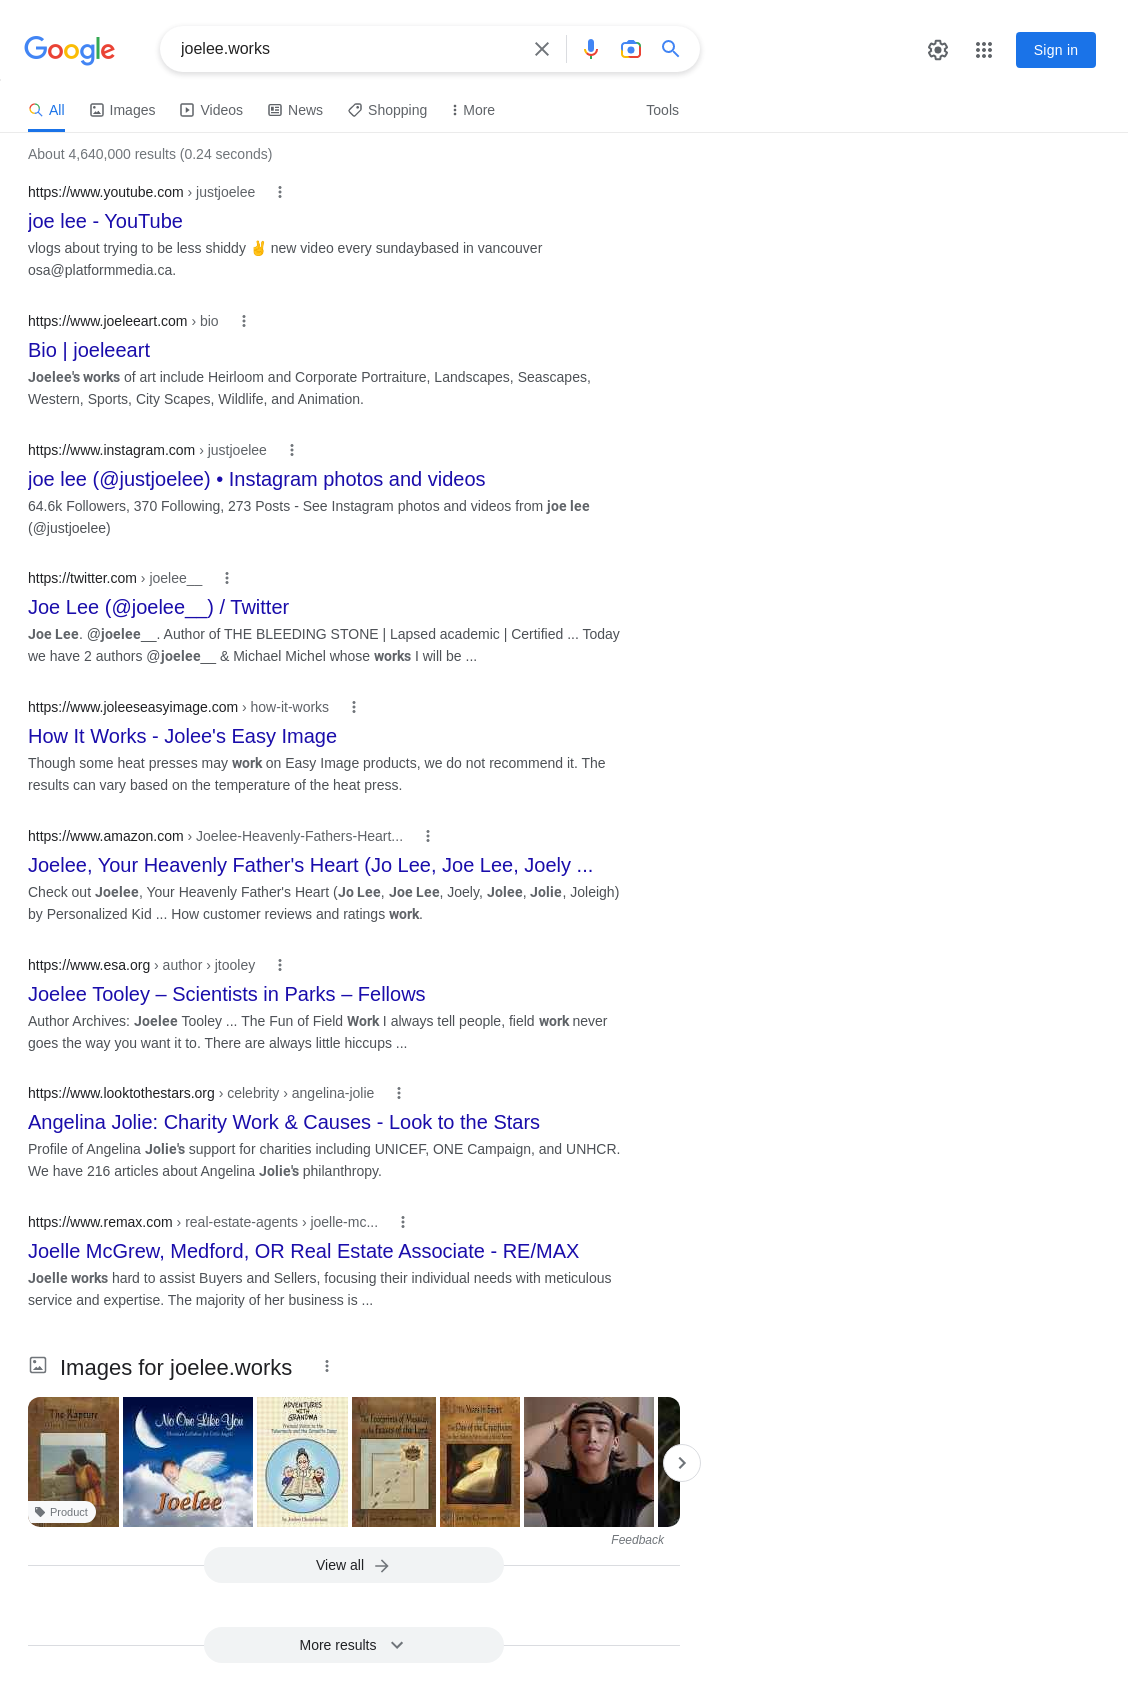 Google
joelee.works
Sign in
All
Images
Videos
News
Shopping
More
Tools
About 4,640,000 results (0.24 seconds)
https://www.youtube.com › justjoelee
joe lee - YouTube
vlogs about trying to be less shiddy ✌️ new video every sundaybased in vancouver
osa@platformmedia.ca.
https://www.joeleeart.com › bio
Bio | joeleeart
Joelee's works of art include Heirloom and Corporate Portraiture, Landscapes, Seascapes,
Western, Sports, City Scapes, Wildlife, and Animation.
https://www.instagram.com › justjoelee
joe lee (@justjoelee) • Instagram photos and videos
64.6k Followers, 370 Following, 273 Posts - See Instagram photos and videos from joe lee
(@justjoelee)
https://twitter.com › joelee__
Joe Lee (@joelee__) / Twitter
Joe Lee. @joelee__. Author of THE BLEEDING STONE | Lapsed academic | Certified ... Today
we have 2 authors @joelee__ & Michael Michel whose works I will be ...
https://www.joleeseasyimage.com › how-it-works
How It Works - Jolee's Easy Image
Though some heat presses may work on Easy Image products, we do not recommend it. The
results can vary based on the temperature of the heat press.
https://www.amazon.com › Joelee-Heavenly-Fathers-Heart...
Joelee, Your Heavenly Father's Heart (Jo Lee, Joe Lee, Joely ...
Check out Joelee, Your Heavenly Father's Heart (Jo Lee, Joe Lee, Joely, Jolee, Jolie, Joleigh)
by Personalized Kid ... How customer reviews and ratings work.
https://www.esa.org › author › jtooley
Joelee Tooley – Scientists in Parks – Fellows
Author Archives: Joelee Tooley ... The Fun of Field Work I always tell people, field work never
goes the way you want it to. There are always little hiccups ...
https://www.looktothestars.org › celebrity › angelina-jolie
Angelina Jolie: Charity Work & Causes - Look to the Stars
Profile of Angelina Jolie's support for charities including UNICEF, ONE Campaign, and UNHCR.
We have 216 articles about Angelina Jolie's philanthropy.
https://www.remax.com › real-estate-agents › joelle-mc...
Joelle McGrew, Medford, OR Real Estate Associate - RE/MAX
Joelle works hard to assist Buyers and Sellers, focusing their individual needs with meticulous
service and expertise. The majority of her business is ...
Images for joelee.works
The Rapture
No One Like You
Joelee
ADVENTURES
WITH
GRANDMA
The Footprints of Messiah
in the Feasts of the Lord
Product
Feedback
View all
More results